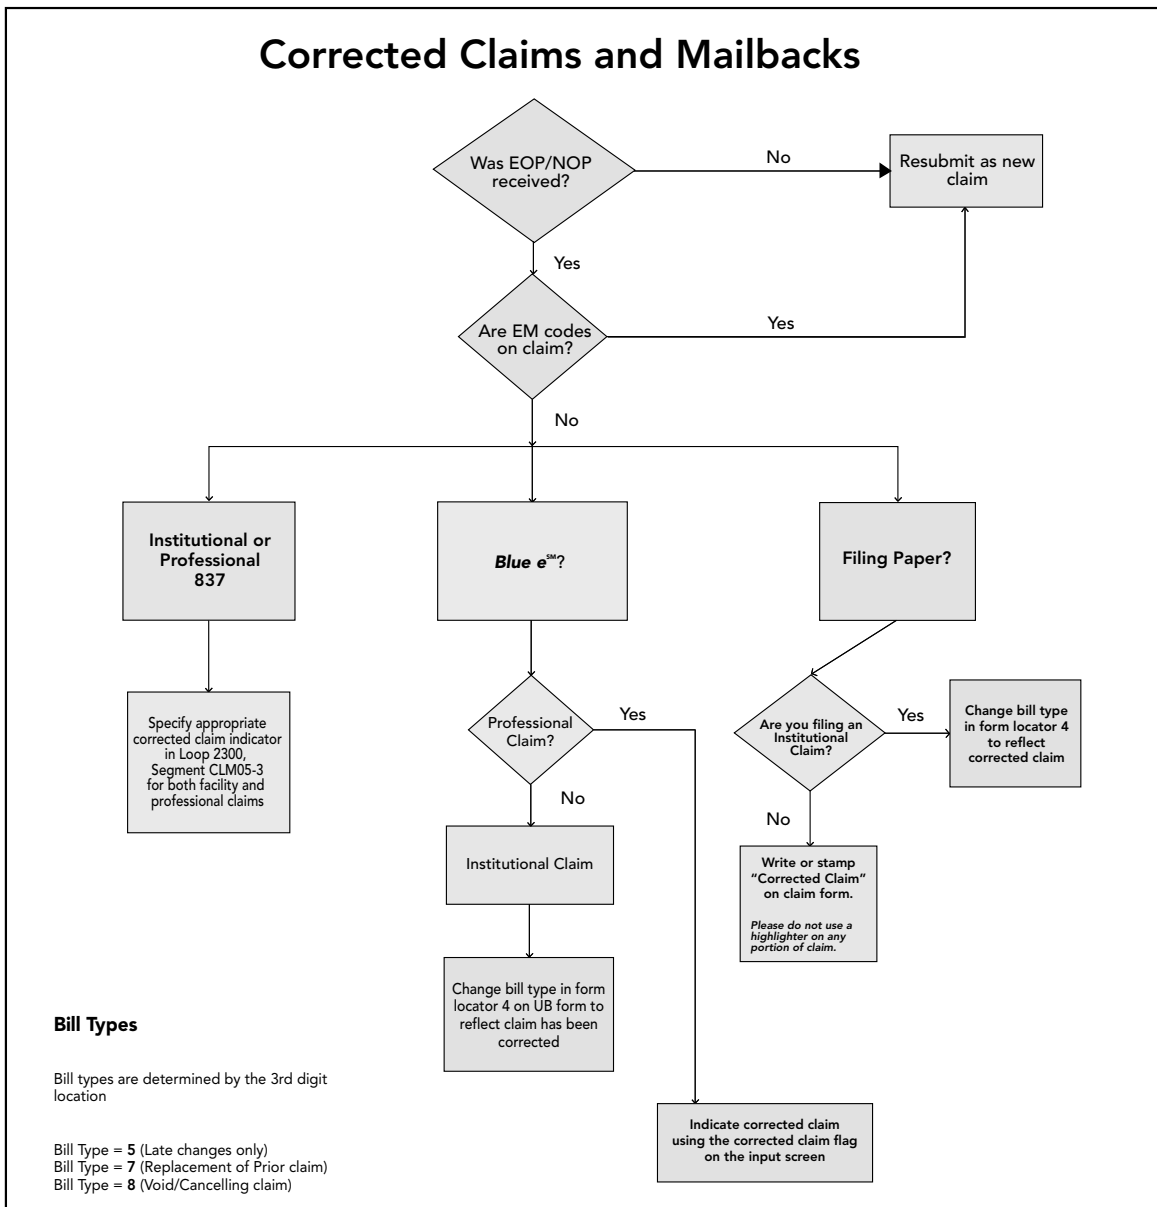 Corrected Claims and Mailbacks
Was EOP/NOP
received?
No
Resubmit as new
claim
Yes
Are EM codes
on claim?
Yes
No
Institutional or
Professional
837
Blue e℠?
Filing Paper?
Specify appropriate
corrected claim indicator
in Loop 2300,
Segment CLM05-3
for both facility and
professional claims
Professional
Claim?
Yes
No
Institutional Claim
Change bill type in form
locator 4 on UB form to
reflect claim has been
corrected
Indicate corrected claim
using the corrected claim flag
on the input screen
Are you filing an
Institutional
Claim?
Yes
Change bill type
in form locator 4
to reflect
corrected claim
No
Write or stamp
“Corrected Claim”
on claim form.
Please do not use a
highlighter on any
portion of claim.
Bill Types
Bill types are determined by the 3rd digit
location
Bill Type = 5 (Late changes only)
Bill Type = 7 (Replacement of Prior claim)
Bill Type = 8 (Void/Cancelling claim)